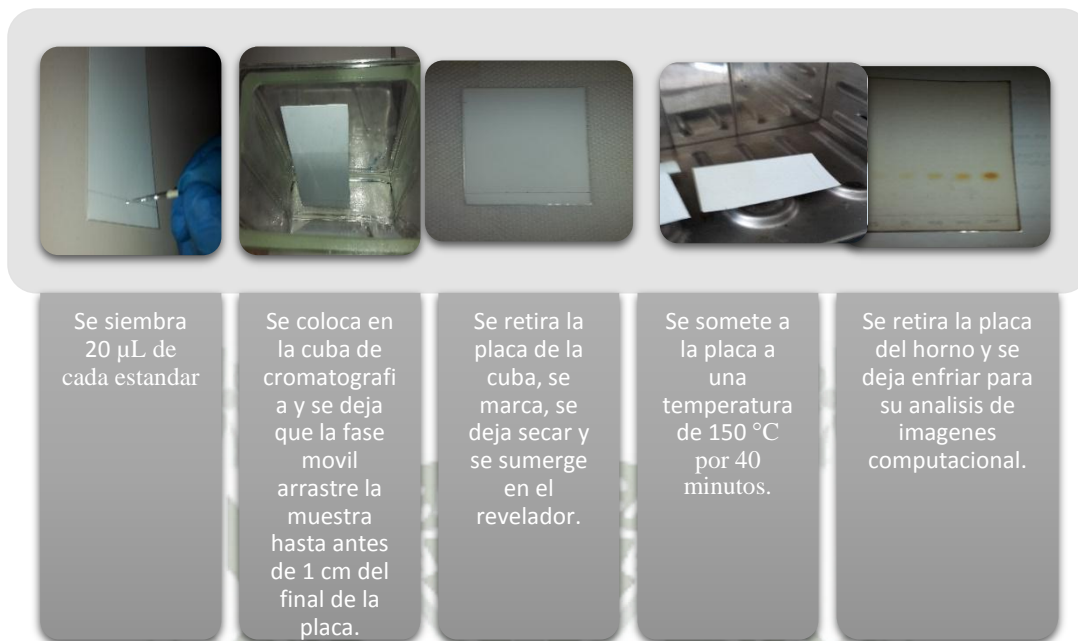 Se siembra
20 µL de
cada estandar
Se coloca en
la cuba de
cromatografi
a y se deja
que la fase
movil
arrastre la
muestra
hasta antes
de 1 cm del
final de la
placa.
Se retira la
placa de la
cuba, se
marca, se
deja secar y
se sumerge
en el
revelador.
Se somete a
la placa a
una
temperatura
de 150 °C
por 40
minutos.
Se retira la placa
del horno y se
deja enfriar para
su analisis de
imagenes
computacional.